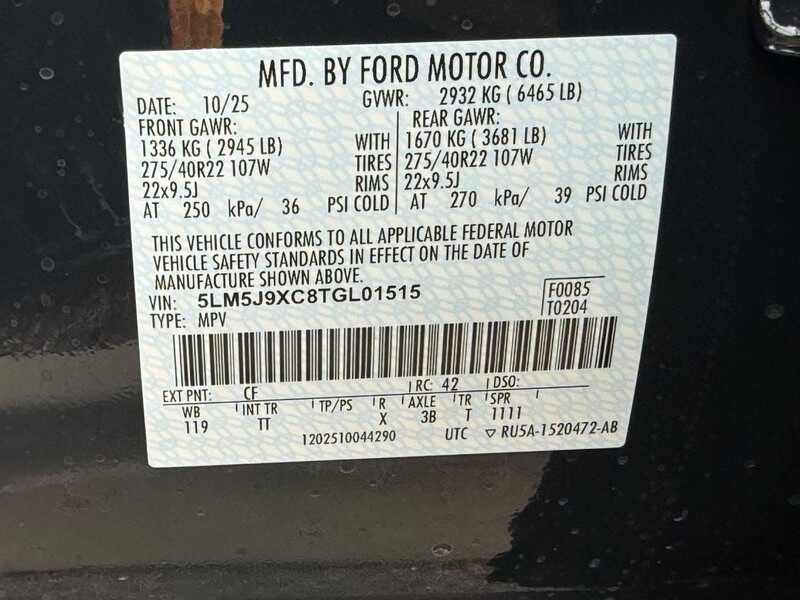 MFD. BY FORD MOTOR CO.
DATE: 10/25 GVWR: 2932 KG ( 6465 LB)
FRONT GAWR:
1336 KG ( 2945 LB) WITH
275/40R22 107W TIRES
22x9.5J RIMS
AT 250 kPa/ 36 PSI COLD
REAR GAWR:
1670 KG ( 3681 LB) WITH
275/40R22 107W TIRES
22x9.5J RIMS
AT 270 kPa/ 39 PSI COLD
THIS VEHICLE CONFORMS TO ALL APPLICABLE FEDERAL MOTOR
VEHICLE SAFETY STANDARDS IN EFFECT ON THE DATE OF
MANUFACTURE SHOWN ABOVE.
VIN: 5LM5J9XC8TGL01515
TYPE: MPV
F0085
T0204
EXT PNT: CF RC: 42 DSO:
WB INT TR TP/PS R AXLE TR SPR
119 TT X 3B T 1111
1202510044290 UTC ▽ RU5A-1520472-AB